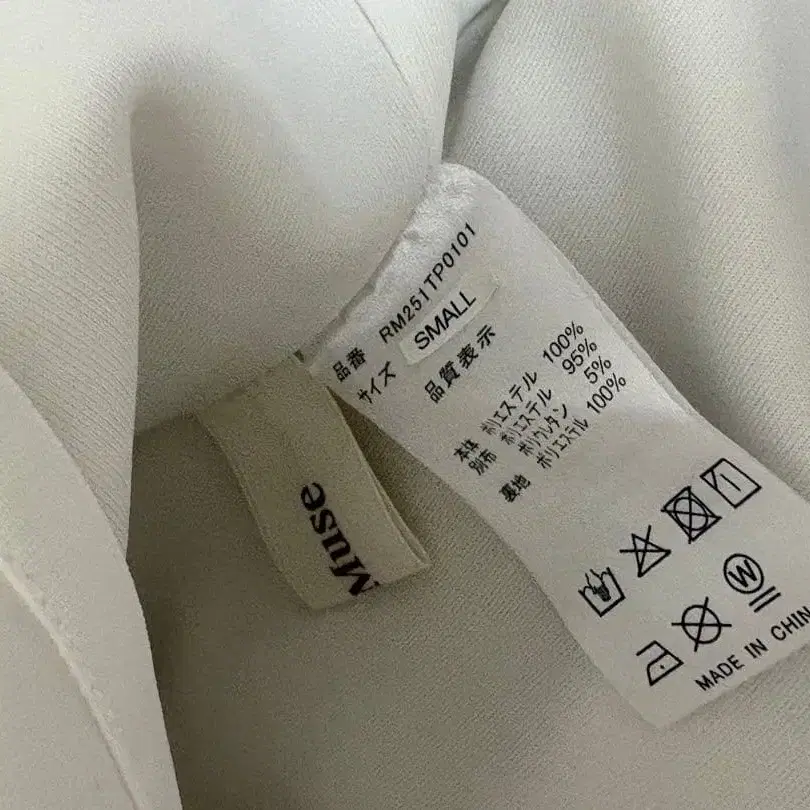 品番 RM251TP0101
サイズ SMALL
品質表示
本体 ポリエステル 100%
別布 ポリエステル 95%
ポリウレタン 5%
裏地 ポリエステル 100%
W
MADE IN CHIN
Muse